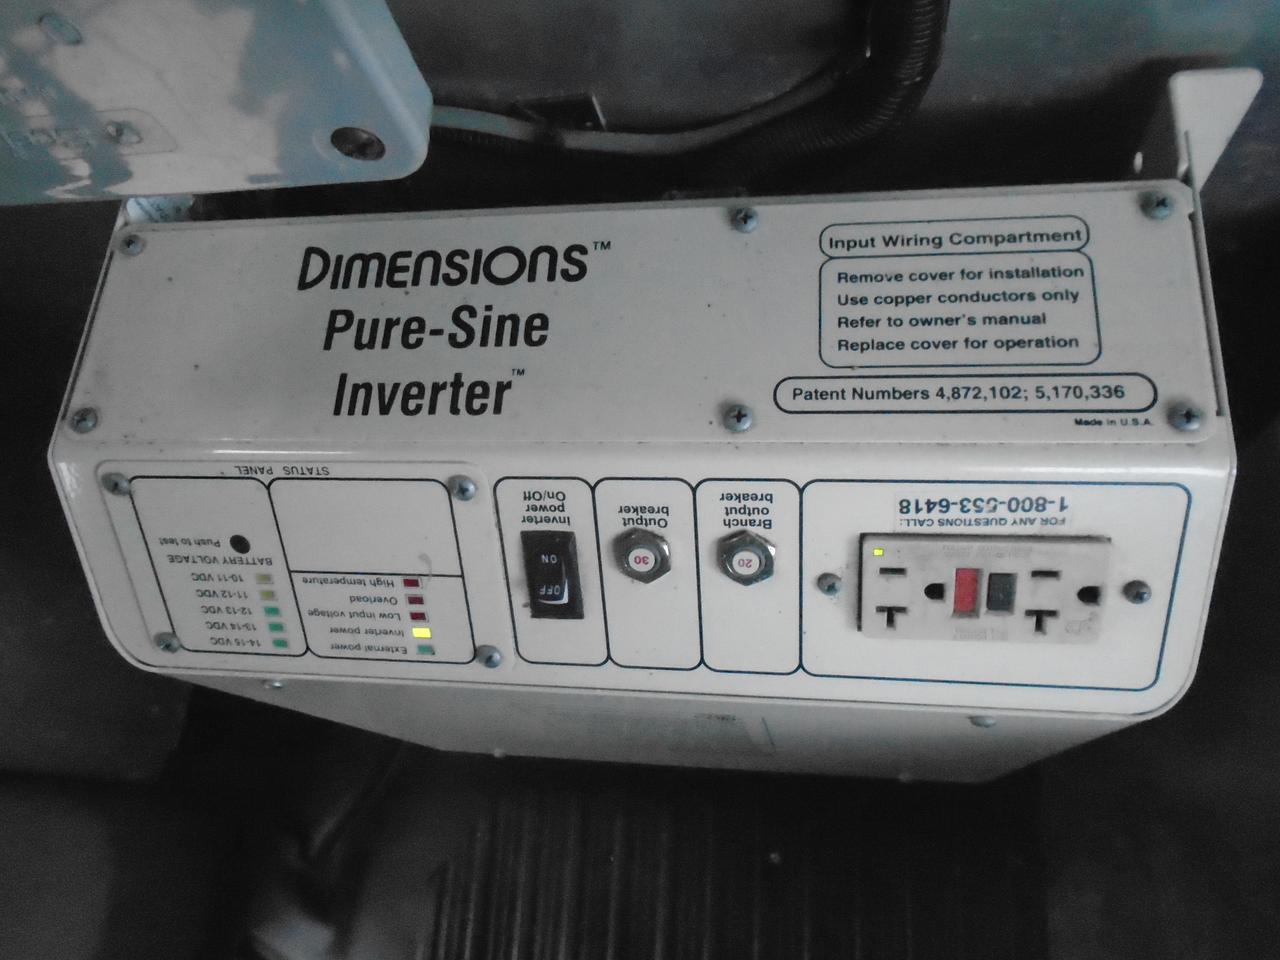 DIMENSIONS™
Pure-Sine
Inverter™
Input Wiring Compartment
Remove cover for installation
Use copper conductors only
Refer to owner's manual
Replace cover for operation
Patent Numbers 4,872,102; 5,170,336
Made in U.S.A.
STATUS PANEL
External power
Inverter power
Low input voltage
Overload
High temperature
14-15 VDC
13-14 VDC
12-13 VDC
11-12 VDC
10-11 VDC
BATTERY VOLTAGE
Push to test
inverter
power
On/Off
OFF
ON
Output
breaker
30
Branch
output
breaker
20
FOR ANY QUESTIONS CALL:
1-800-553-6418